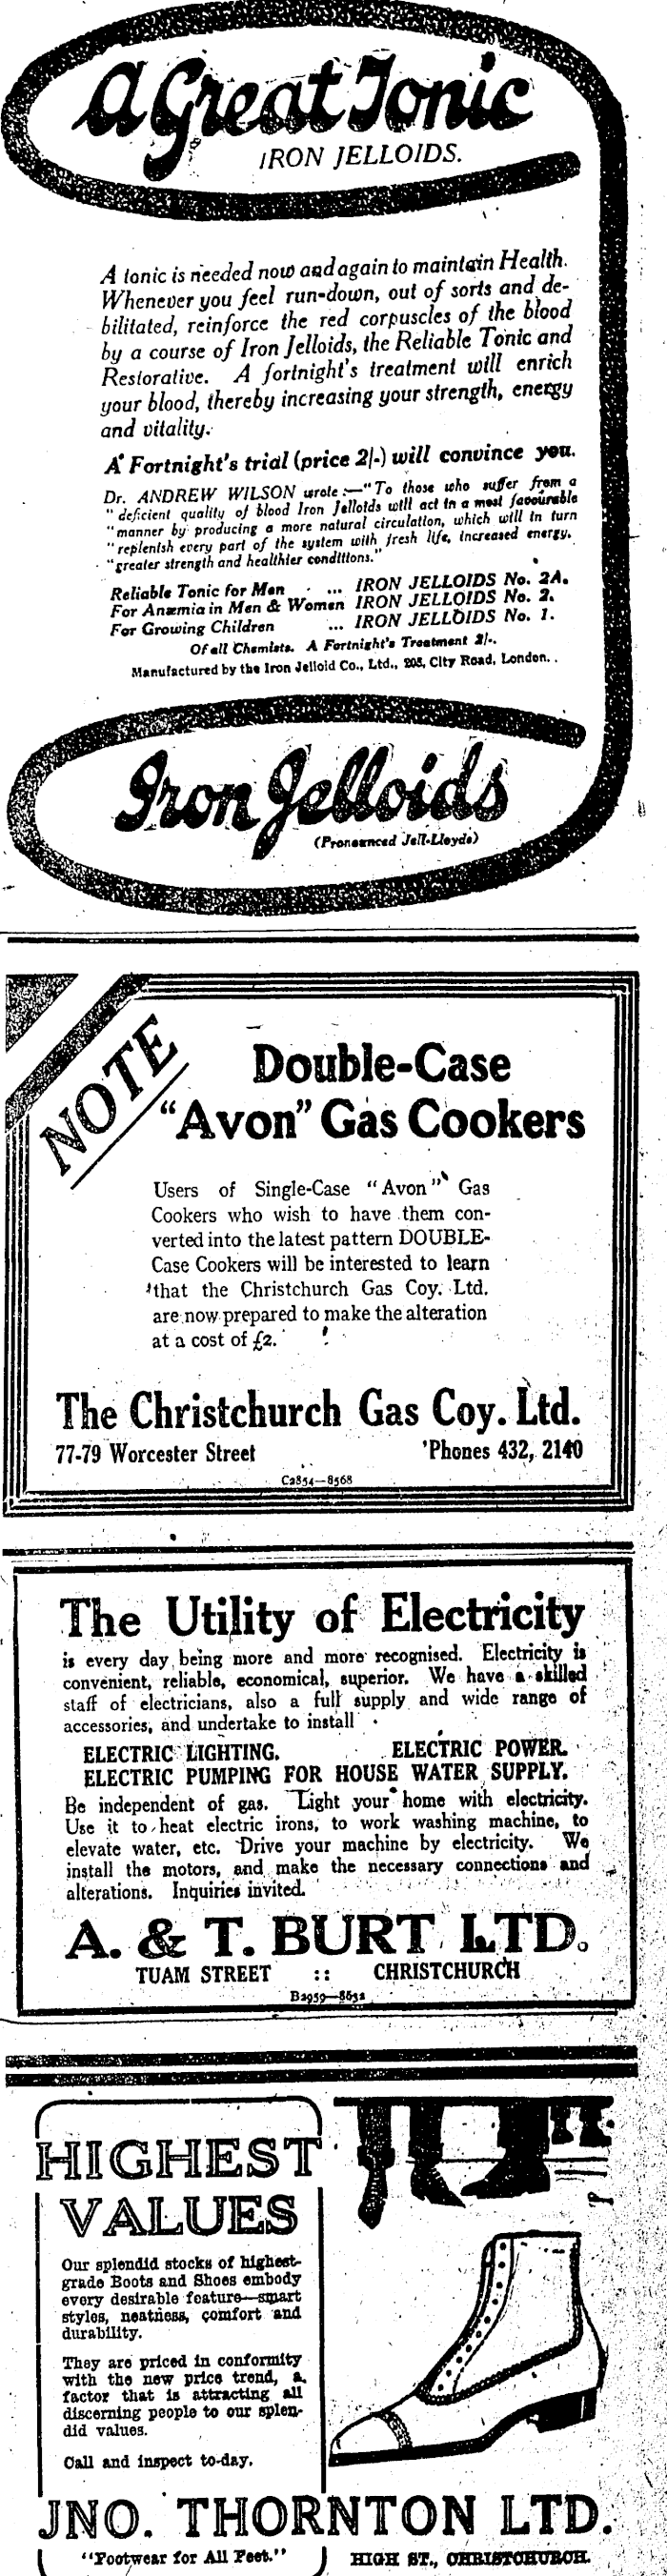 A Great Tonic
IRON JELLOIDS.
A tonic is needed now and again to maintain Health.
Whenever you feel run-down, out of sorts and de-
bilitated, reinforce the red corpuscles of the blood
by a course of Iron Jelloids, the Reliable Tonic and
Restorative. A fortnight's treatment will enrich
your blood, thereby increasing your strength, energy
and vitality.
A Fortnight's trial (price 2/-) will convince you.
Dr. ANDREW WILSON wrote:—"To those who suffer from a
"deficient quality of blood Iron Jelloids will act in a most favourable
"manner by producing a more natural circulation, which will in turn
"replenish every part of the system with fresh life, increased energy,
"greater strength and healthier conditions."
Reliable Tonic for Men ... IRON JELLOIDS No. 2A.
For Anæmia in Men & Women IRON JELLOIDS No. 2.
For Growing Children ... IRON JELLOIDS No. 1.
Of all Chemists. A Fortnight's Treatment 2/-.
Manufactured by the Iron Jelloid Co., Ltd., 205, City Road, London.
Iron Jelloids
(Pronounced Jell-Lloyds)
NOTE
Double-Case
"Avon" Gas Cookers
Users of Single-Case "Avon" Gas
Cookers who wish to have them con-
verted into the latest pattern DOUBLE-
Case Cookers will be interested to learn
that the Christchurch Gas Coy. Ltd.
are now prepared to make the alteration
at a cost of £2.
The Christchurch Gas Coy. Ltd.
77-79 Worcester Street 'Phones 432, 2140
C2854—8568
The Utility of Electricity
is every day being more and more recognised. Electricity is
convenient, reliable, economical, superior. We have a skilled
staff of electricians, also a full supply and wide range of
accessories, and undertake to install
ELECTRIC LIGHTING. ELECTRIC POWER.
ELECTRIC PUMPING FOR HOUSE WATER SUPPLY.
Be independent of gas. Light your home with electricity.
Use it to heat electric irons, to work washing machine, to
elevate water, etc. Drive your machine by electricity. We
install the motors, and make the necessary connections and
alterations. Inquiries invited.
A. & T. BURT LTD.
TUAM STREET :: CHRISTCHURCH
B2959—8632
HIGHEST
VALUES
Our splendid stocks of highest-
grade Boots and Shoes embody
every desirable feature—smart
styles, neatness, comfort and
durability.
They are priced in conformity
with the new price trend, a
factor that is attracting all
discerning people to our splen-
did values.
Call and inspect to-day.
JNO. THORNTON LTD.
"Footwear for All Feet." HIGH ST., CHRISTCHURCH.